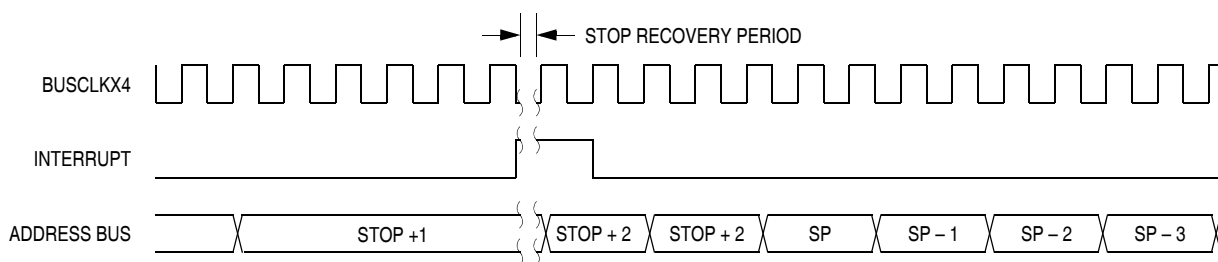 STOP RECOVERY PERIOD
BUSCLKX4
INTERRUPT
ADDRESS BUS STOP +1 STOP + 2 STOP + 2 SP SP – 1 SP – 2 SP – 3